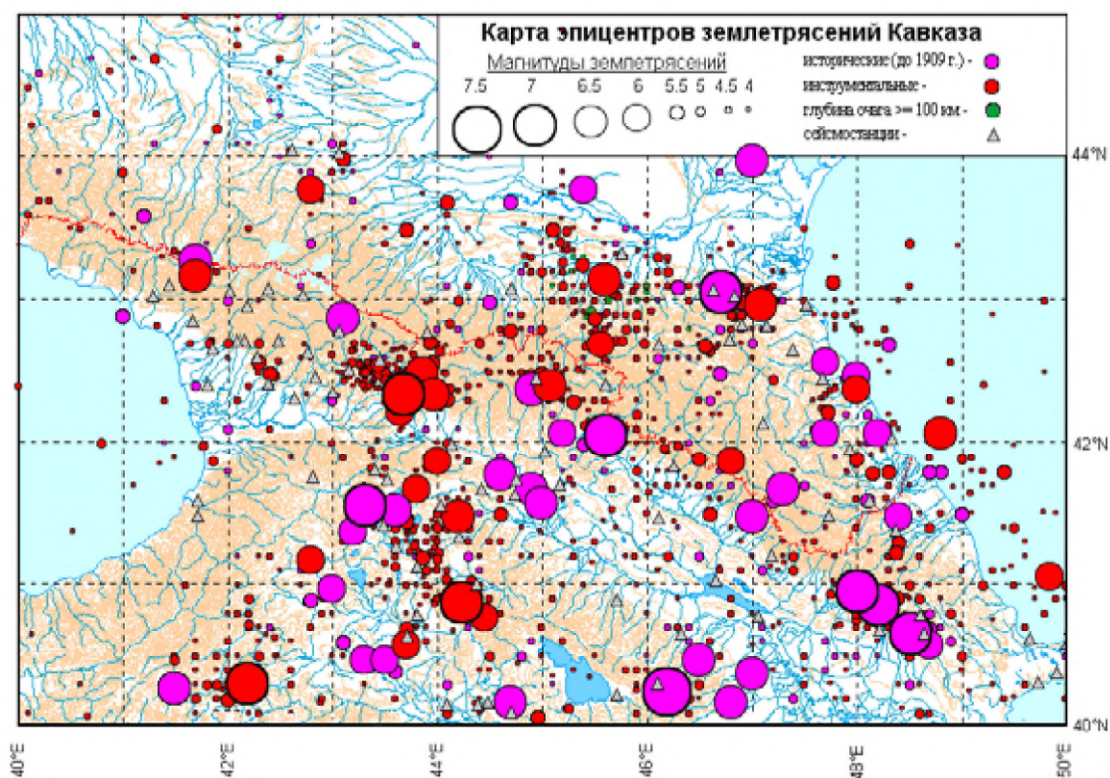 Карта эпицентров землетрясений Кавказа
Магнитуды землетрясений
7.5 7 6.5 6 5.5 5 4.5 4
исторические (до 1909 г.) -
инструментальные -
глубина очага >= 100 км -
сейсмостанции -
44°N
42°N
40°N
40°E 42°E 44°E 46°E 48°E 50°E